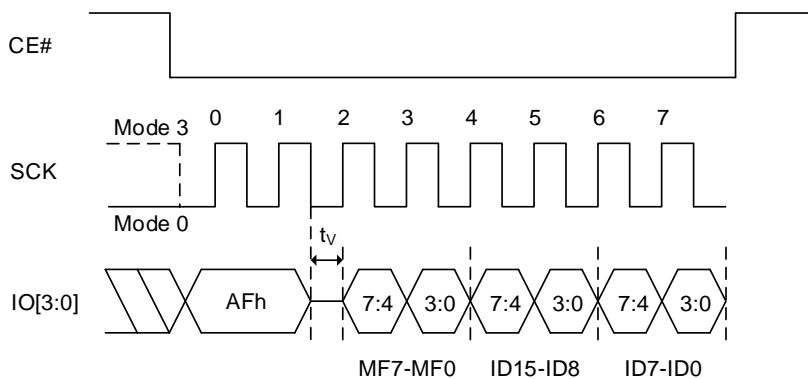 CE#
0 1 2 3 4 5 6 7
Mode 3
SCK
Mode 0
tV
IO[3:0] AFh 7:4 3:0 7:4 3:0 7:4 3:0
MF7-MF0 ID15-ID8 ID7-ID0